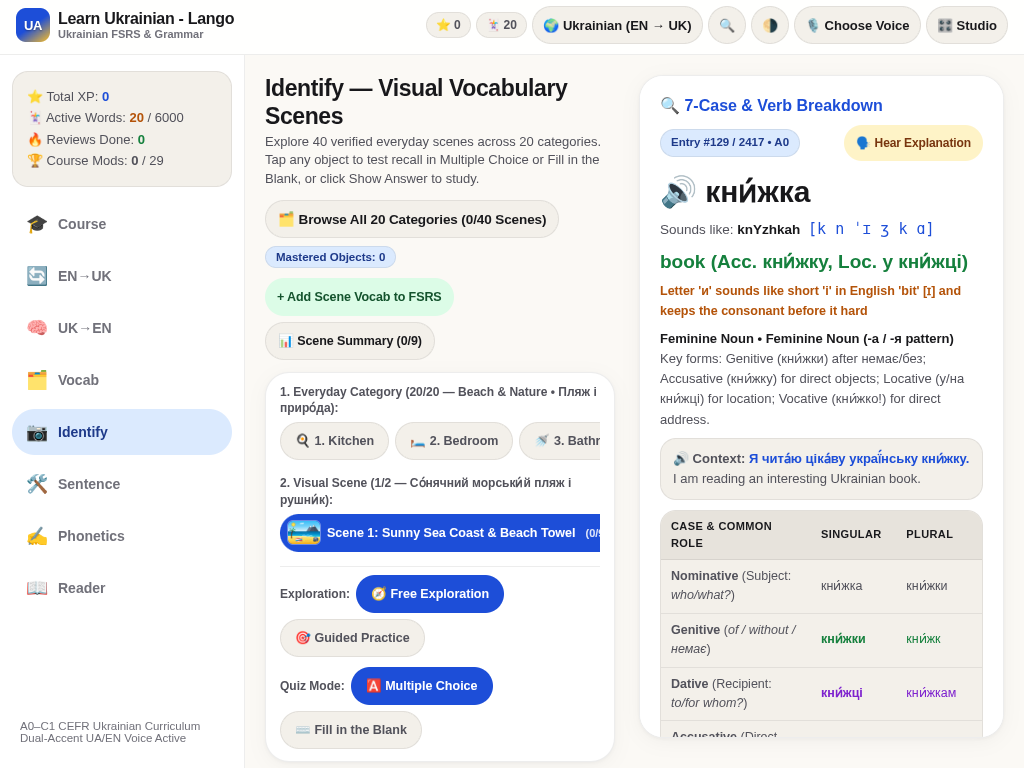 UA
Learn Ukrainian - Lango
Ukrainian FSRS & Grammar
⭐ 0
🃏 20
🌍 Ukrainian (EN → UK)
🔍
🌗
🎙️ Choose Voice
🎛️ Studio
⭐ Total XP: 0
🃏 Active Words: 20 / 6000
🔥 Reviews Done: 0
🏆 Course Mods: 0 / 29
🎓 Course
🔄 EN→UK
🧠 UK→EN
🗂️ Vocab
📷 Identify
🛠️ Sentence
✍️ Phonetics
📖 Reader
A0–C1 CEFR Ukrainian Curriculum
Dual-Accent UA/EN Voice Active
Identify — Visual Vocabulary
Scenes
Explore 40 verified everyday scenes across 20 categories.
Tap any object to test recall in Multiple Choice or Fill in the
Blank, or click Show Answer to study.
🗂️ Browse All 20 Categories (0/40 Scenes)
Mastered Objects: 0
+ Add Scene Vocab to FSRS
📊 Scene Summary (0/9)
1. Everyday Category (20/20 — Beach & Nature • Пляж і
приро́да):
🍳 1. Kitchen
🛏️ 2. Bedroom
🚿 3. Bathr
2. Visual Scene (1/2 — Со́нячний морськи́й пляж і
рушни́к):
Scene 1: Sunny Sea Coast & Beach Towel (0/9
Exploration:
🧭 Free Exploration
🎯 Guided Practice
Quiz Mode:
🅰️ Multiple Choice
⌨️ Fill in the Blank
🔍 7-Case & Verb Breakdown
Entry #129 / 2417 • A0
🗣️ Hear Explanation
🔊 кни́жка
Sounds like: knYzhkah [k n ˈɪ ʒ k ɑ]
book (Acc. кни́жку, Loc. у кни́жці)
Letter 'и' sounds like short 'i' in English 'bit' [ɪ] and
keeps the consonant before it hard
Feminine Noun • Feminine Noun (-а / -я pattern)
Key forms: Genitive (кни́жки) after немає/без;
Accusative (кни́жку) for direct objects; Locative (у/на
кни́жці) for location; Vocative (кни́жко!) for direct
address.
🔊 Context: Я чита́ю ціка́ву украї́нську кни́жку.
I am reading an interesting Ukrainian book.
CASE & COMMON
ROLE
SINGULAR
PLURAL
Nominative (Subject:
who/what?)
кни́жка
кни́жки
Genitive (of / without /
немає)
кни́жки
кни́жк
Dative (Recipient:
to/for whom?)
кни́жці
кни́жкам
Accusative (Direct